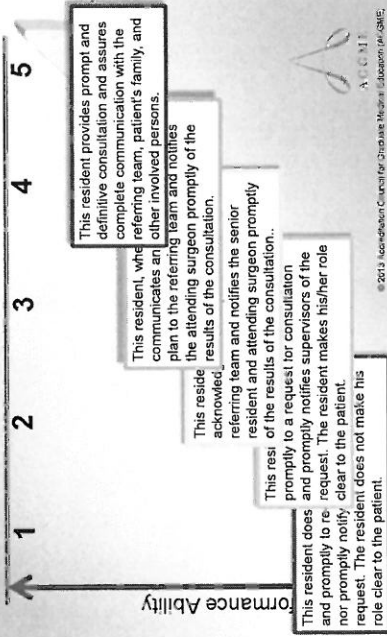 1 2 3 4 5
This resident provides prompt and
definitive consultation and assures
complete communication with the
referring team, patient's family, and
other involved persons.
This resident, whe
communicates an
plan to the referring team and notifies
the attending surgeon promptly of the
results of the consultation.
This reside
acknowled
referring team and notifies the senior
resident and attending surgeon promptly
of the results of the consultation..
This resi
promptly to a request for consultation
and promptly notifies supervisors of the
request. The resident makes his/her role
clear to the patient.
This resident does
and promptly to re
nor promptly notify
request. The resident does not make his
role clear to the patient.
rmance Ability
ACGME
© 2013 Accreditation Council for Graduate Medical Education (ACGME)